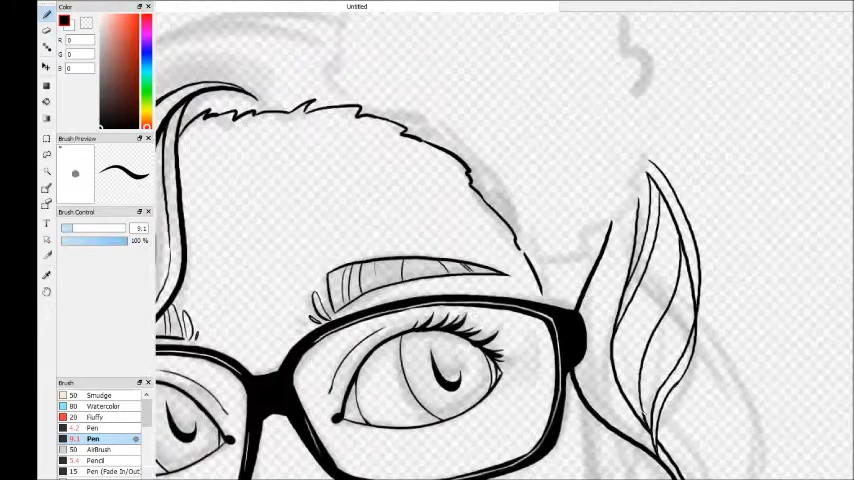 Color
Untitled
R 0
G 0
B 0
Brush Preview
Brush Control
9.1
100 %
Brush
50 Smudge
80 Watercolor
20 Fluffy
4.2 Pen
9.1 Pen
50 AirBrush
5.4 Pencil
15 Pen (Fade In/Out